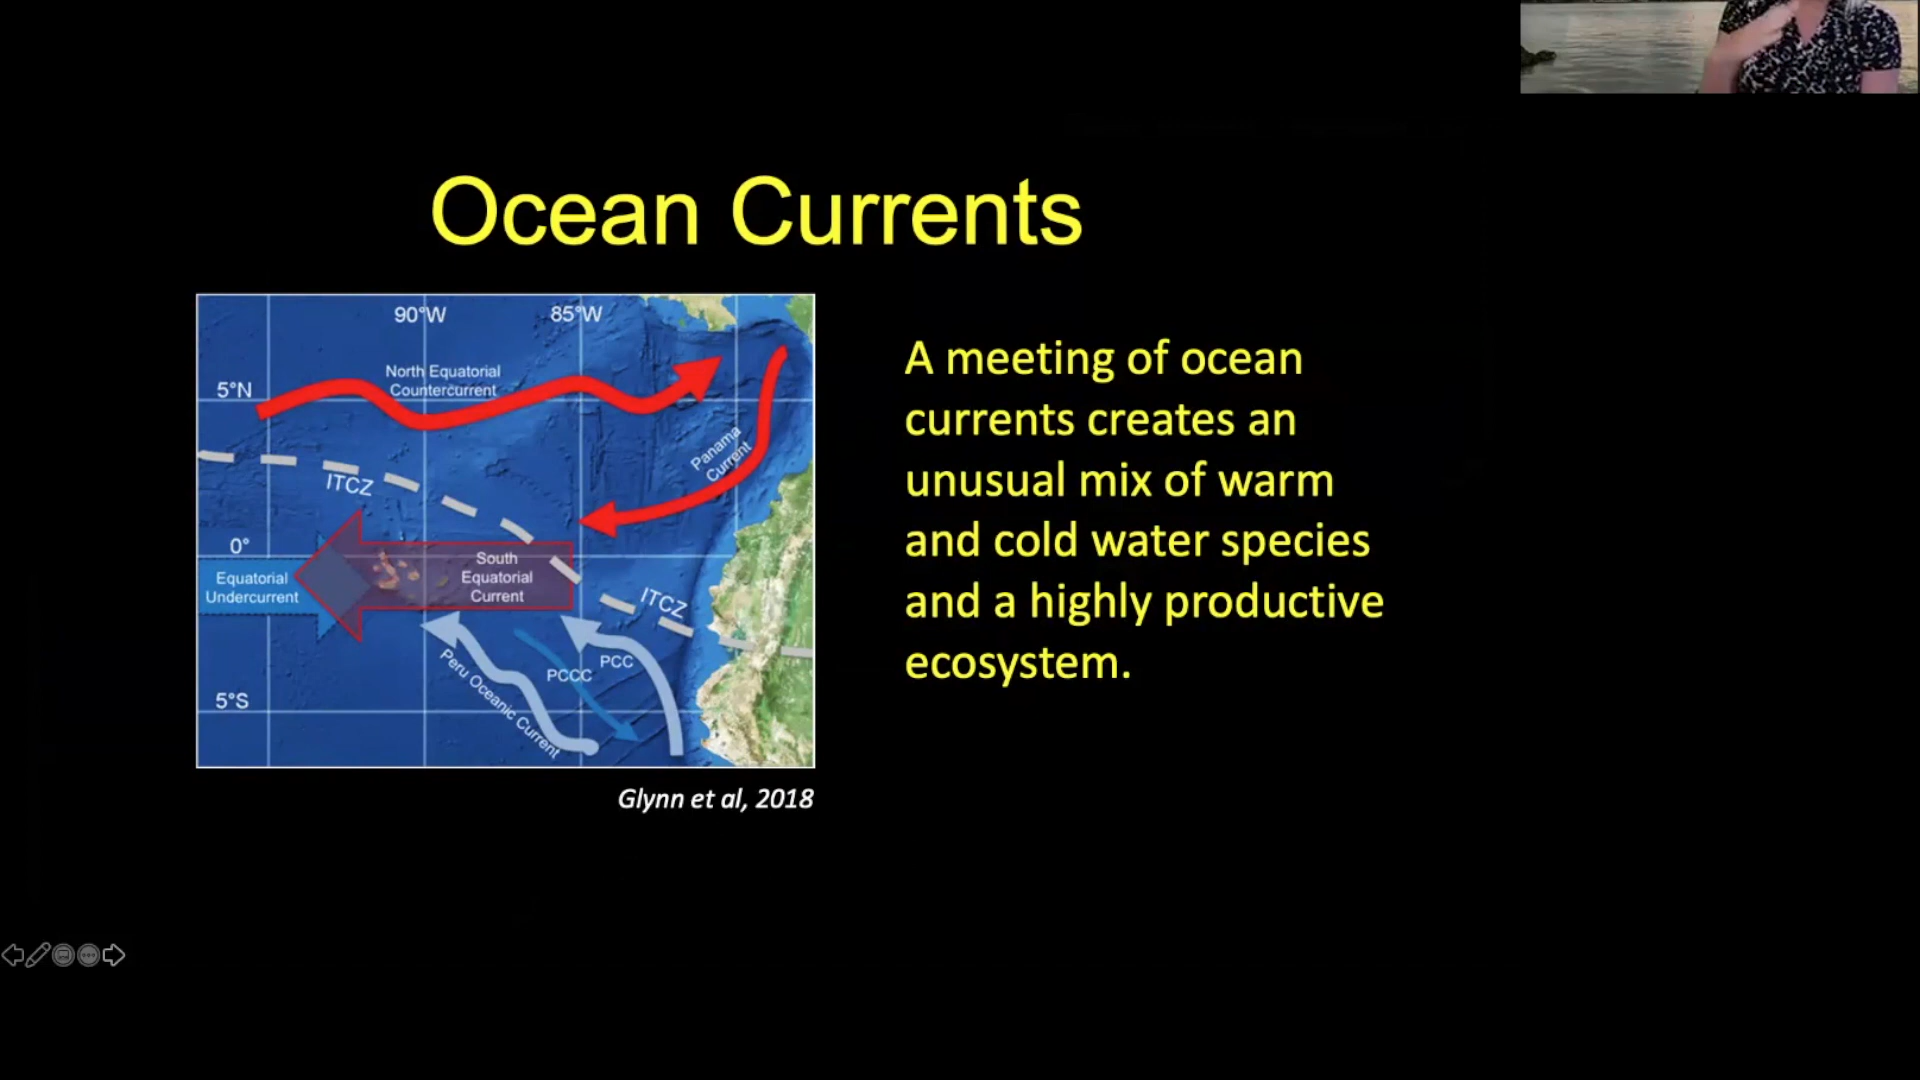 Ocean Currents
90°W
85°W
North Equatorial
Countercurrent
5°N
Panama
Current
ITCZ
0°
South
Equatorial
Current
Equatorial
Undercurrent
ITCZ
PCC
PCCC
Peru Oceanic Current
5°S
Glynn et al, 2018
A meeting of ocean
currents creates an
unusual mix of warm
and cold water species
and a highly productive
ecosystem.